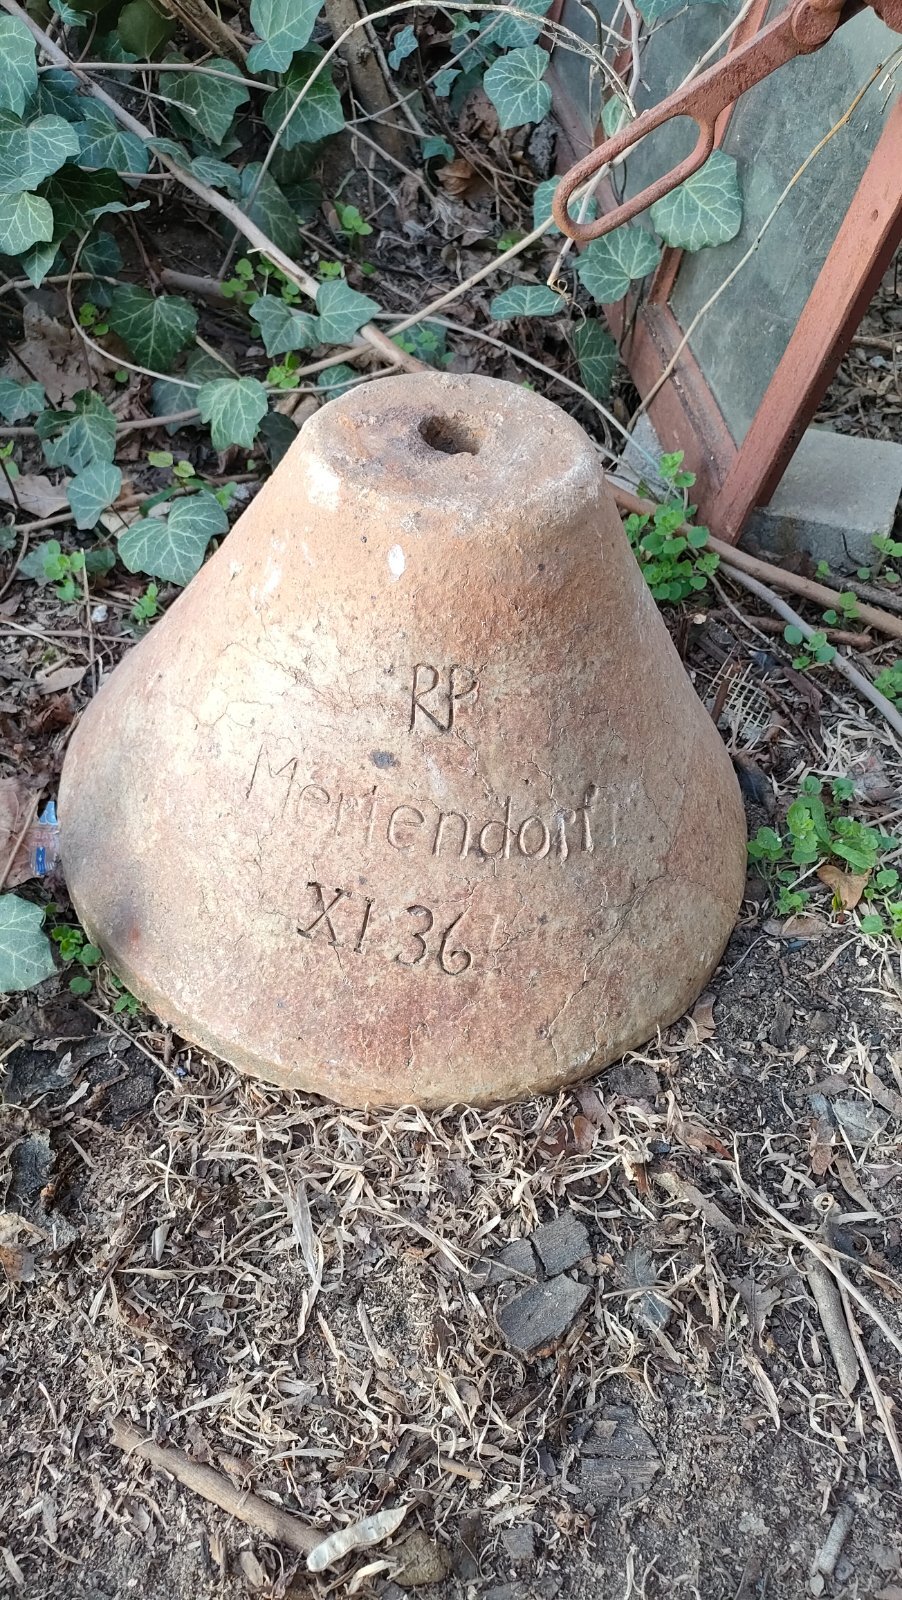 RP
Mertendorf
XI 36